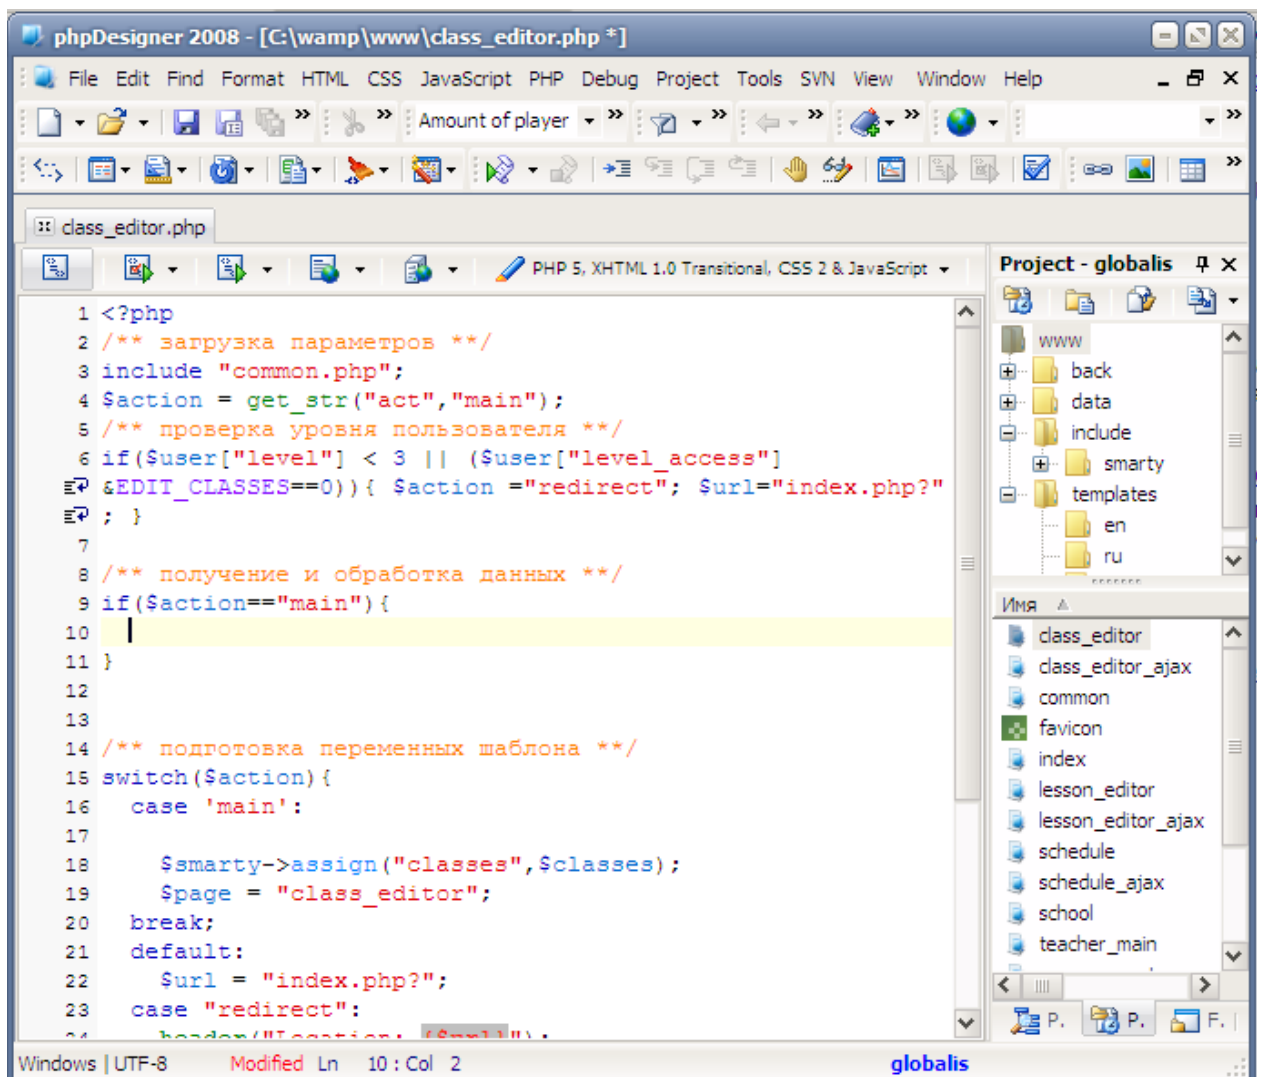 phpDesigner 2008 - [C:\wamp\www\class_editor.php *]
File Edit Find Format HTML CSS JavaScript PHP Debug Project Tools SVN View Window Help
Amount of player
class_editor.php
PHP 5, XHTML 1.0 Transitional, CSS 2 & JavaScript
1 <?php
2 /** загрузка параметров **/
3 include "common.php";
4 $action = get_str("act","main");
5 /** проверка уровня пользователя **/
6 if($user["level"] < 3 || ($user["level_access"]
&EDIT_CLASSES==0)){ $action ="redirect"; $url="index.php?"
; }
7
8 /** получение и обработка данных **/
9 if($action=="main"){
10
11 }
12
13
14 /** подготовка переменных шаблона **/
15 switch($action){
16 case 'main':
17
18 $smarty->assign("classes",$classes);
19 $page = "class_editor";
20 break;
21 default:
22 $url = "index.php?";
23 case "redirect":
24 header("Location: {$url}");
Project - globalis
www
back
data
include
smarty
templates
en
ru
Имя
class_editor
class_editor_ajax
common
favicon
index
lesson_editor
lesson_editor_ajax
schedule
schedule_ajax
school
teacher_main
P. P. F.
Windows | UTF-8 Modified Ln 10 : Col 2 globalis